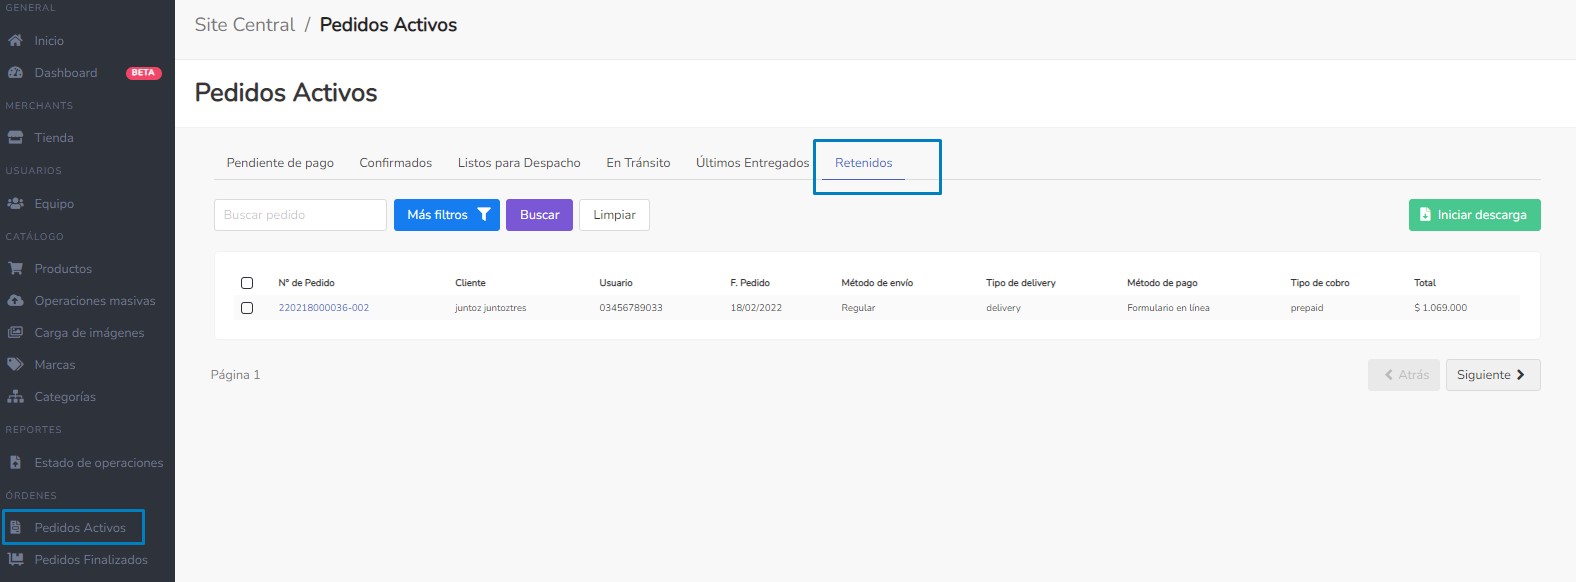 GENERAL
Inicio
Dashboard BETA
MERCHANTS
Tienda
USUARIOS
Equipo
CATÁLOGO
Productos
Operaciones masivas
Carga de imágenes
Marcas
Categorías
REPORTES
Estado de operaciones
ÓRDENES
Pedidos Activos
Pedidos Finalizados
Site Central / Pedidos Activos
Pedidos Activos
Pendiente de pago Confirmados Listos para Despacho En Tránsito Últimos Entregados Retenidos
Buscar pedido Más filtros Buscar Limpiar Iniciar descarga
N° de Pedido Cliente Usuario F. Pedido Método de envío Tipo de delivery Método de pago Tipo de cobro Total
220218000036-002 juntoz juntoztres 03456789033 18/02/2022 Regular delivery Formulario en línea prepaid $ 1.069.000
Página 1 Atrás Siguiente